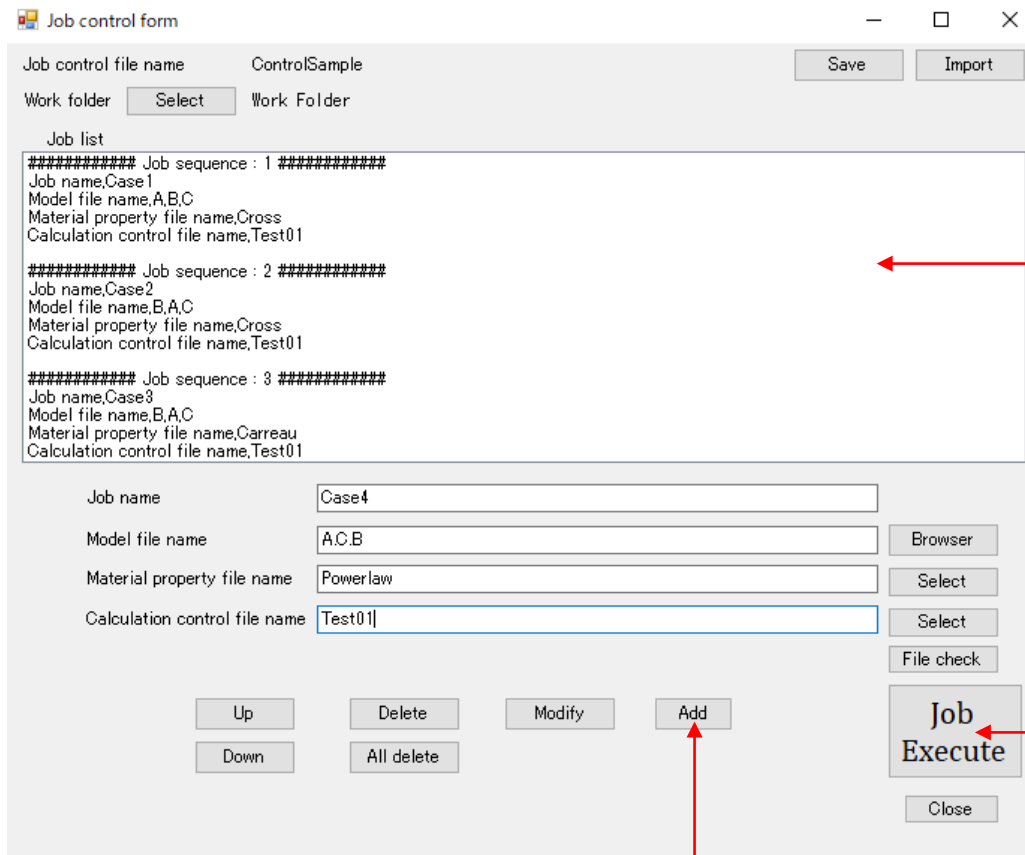 Job control form
Job control file name ControlSample Save Import
Work folder Select Work Folder
Job list
############ Job sequence : 1 ############
Job name,Case1
Model file name,A,B,C
Material property file name,Cross
Calculation control file name,Test01
############ Job sequence : 2 ############
Job name,Case2
Model file name,B,A,C
Material property file name,Cross
Calculation control file name,Test01
############ Job sequence : 3 ############
Job name,Case3
Model file name,B,A,C
Material property file name,Carreau
Calculation control file name,Test01
Job name Case4
Model file name A.C.B Browser
Material property file name Powerlaw Select
Calculation control file name Test01 Select
File check
Up Delete Modify Add
Down All delete
Job
Execute
Close